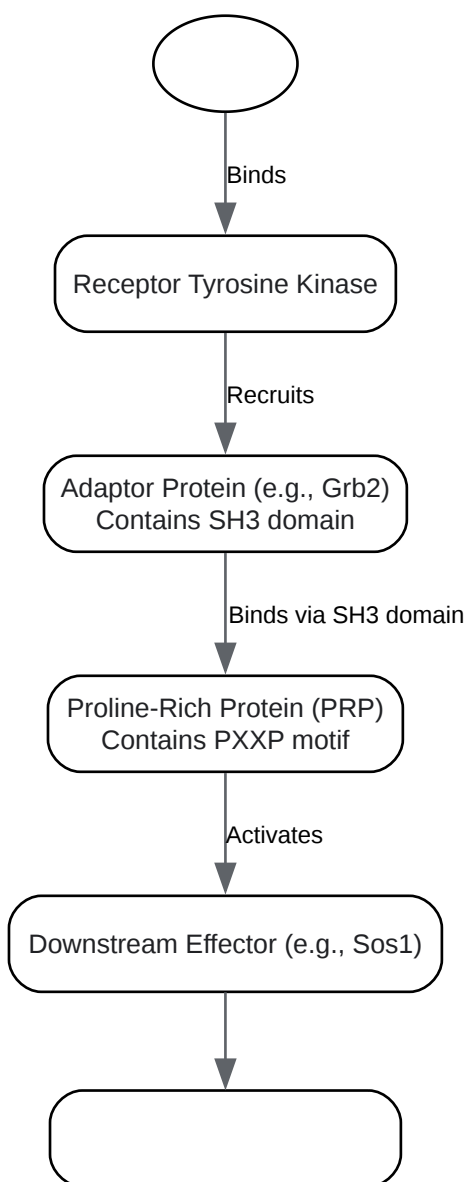 Binds
Receptor Tyrosine Kinase
Recruits
Adaptor Protein (e.g., Grb2)
Contains SH3 domain
Binds via SH3 domain
Proline-Rich Protein (PRP)
Contains PXXP motif
Activates
Downstream Effector (e.g., Sos1)